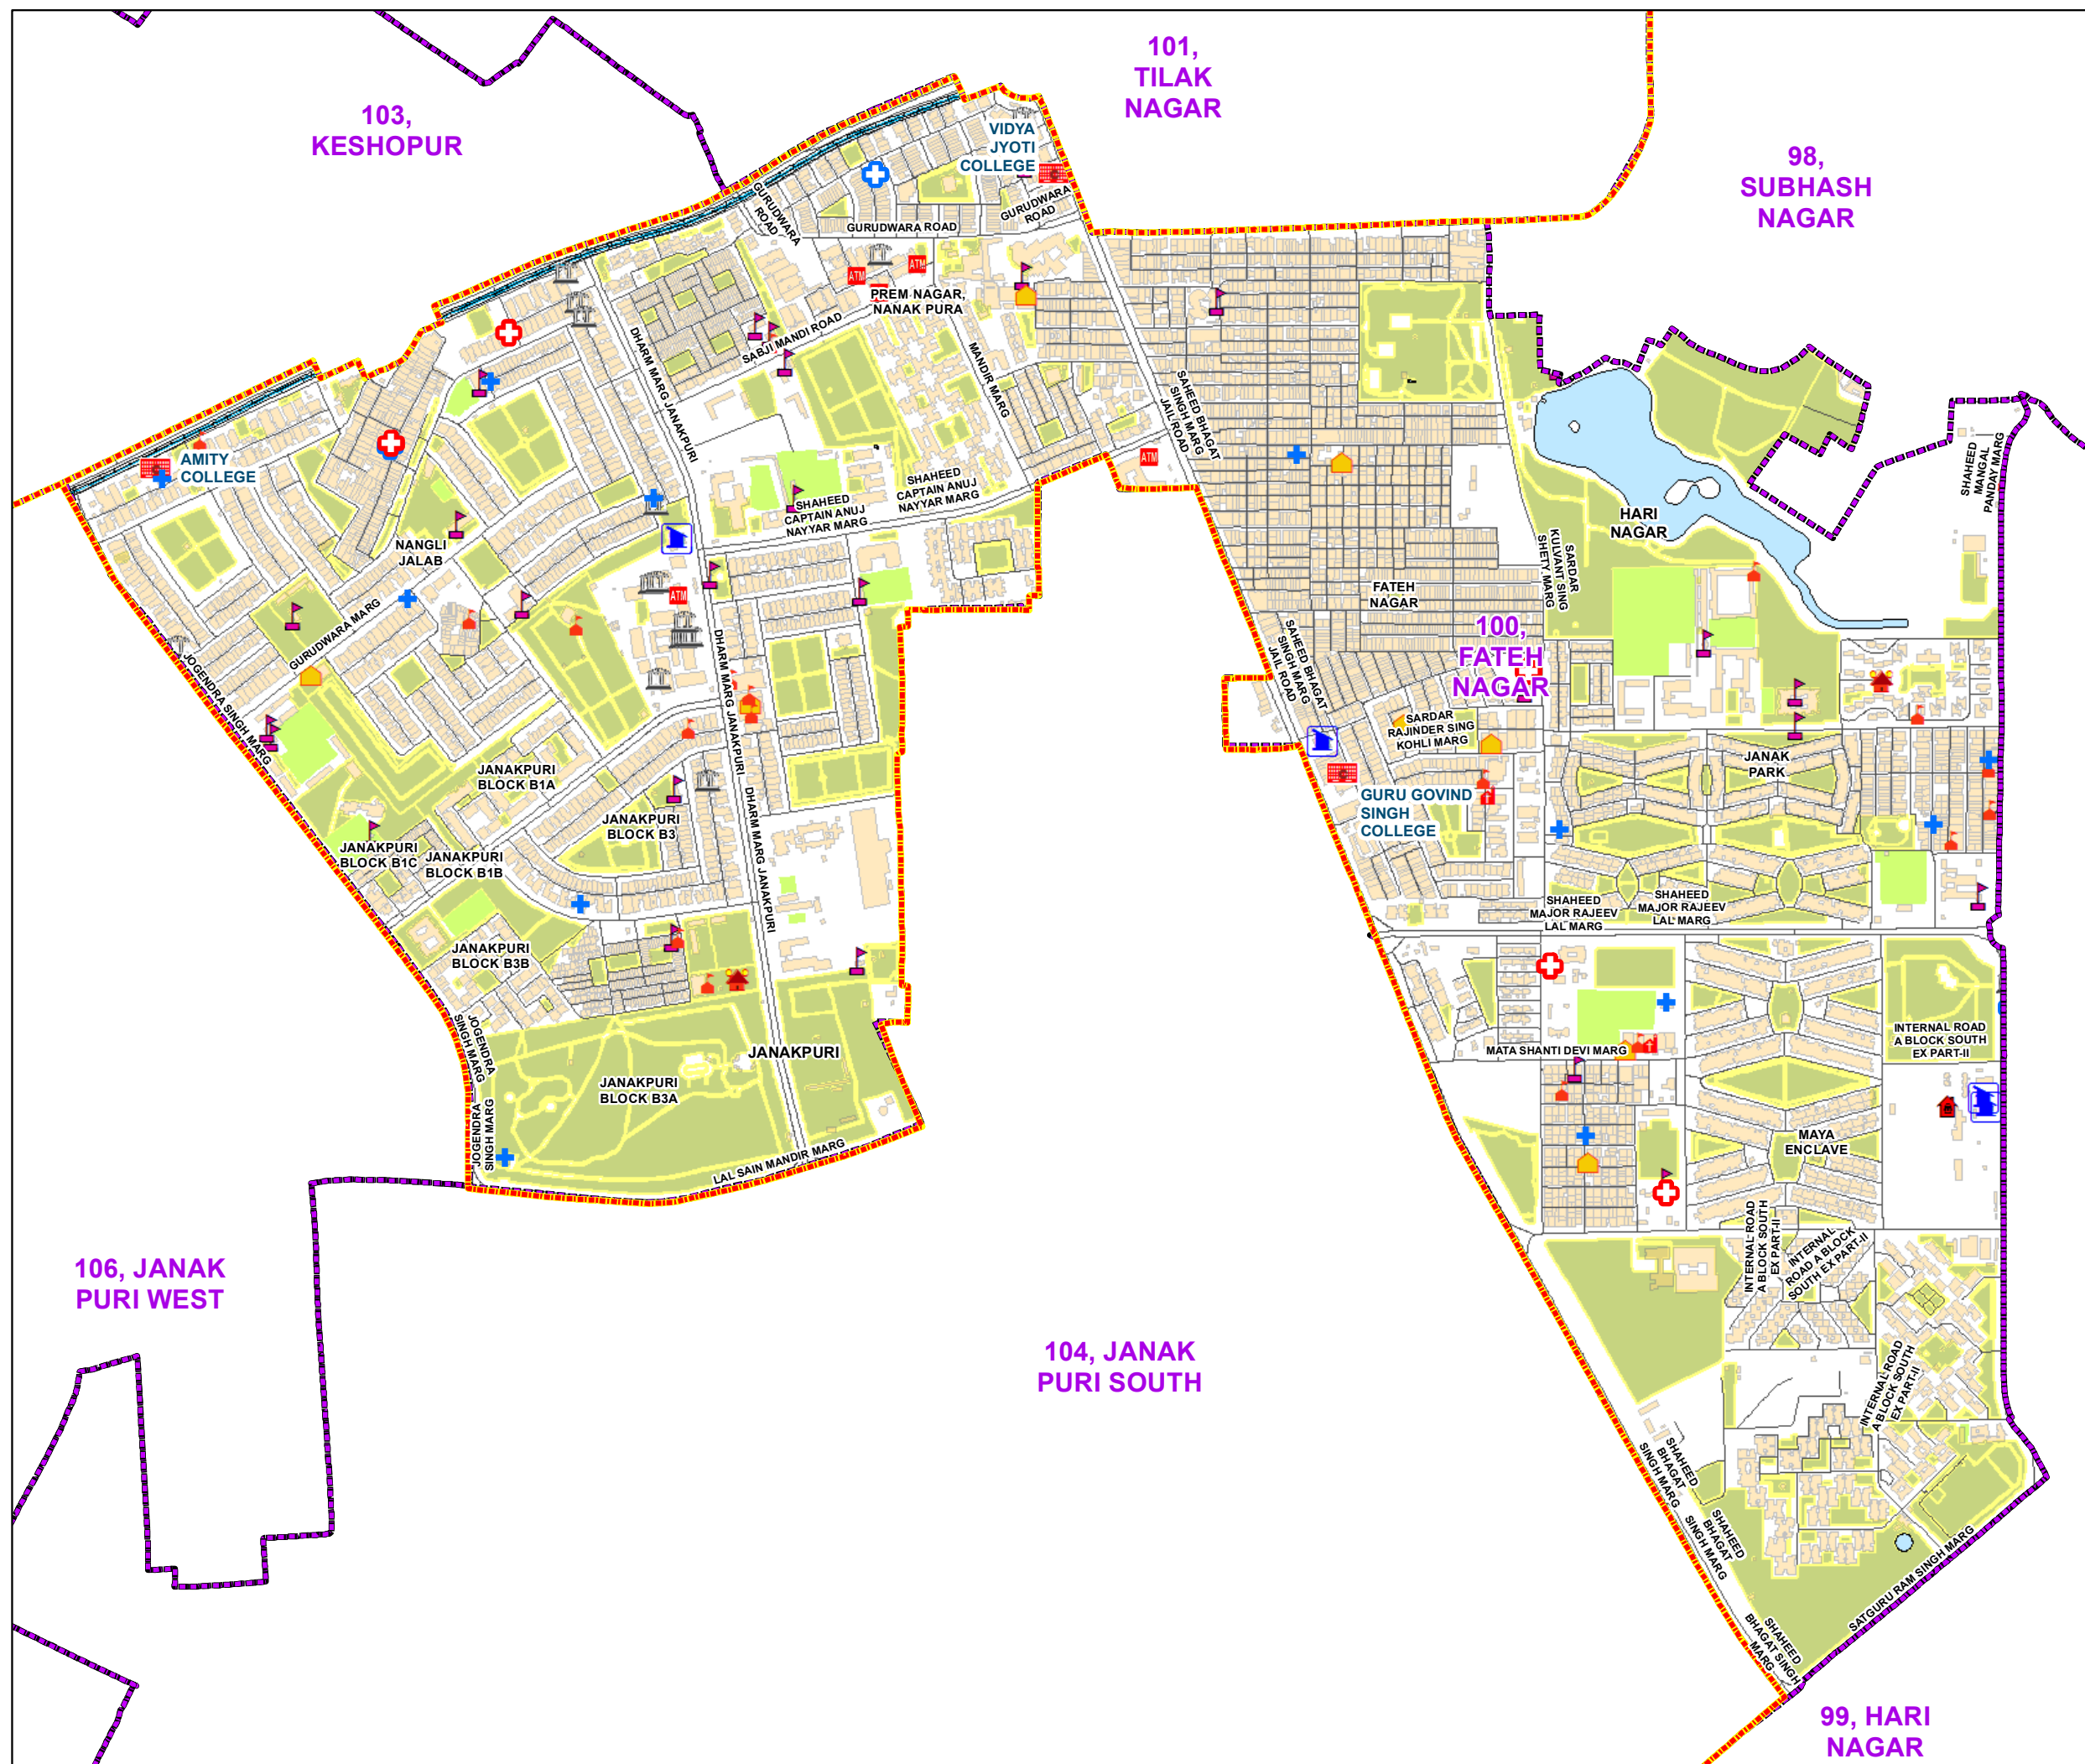 101,
TILAK
NAGAR
103,
KESHOPUR
98,
SUBHASH
NAGAR
VIDYA
JYOTI
COLLEGE
GURUDWARA
ROAD
GURUDWARA ROAD
GURUDWARA
ROAD
ATM
ATM
PREM NAGAR,
NANAK PURA
SABJI MANDI ROAD
DHARM MARG JANAKPURI
MANDIR MARG
SAHEED BHAGAT
SINGH MARG
JAIL ROAD
ATM
AMITY
COLLEGE
SHAHEED
CAPTAIN ANUJ
NAYYAR MARG
SHAHEED
CAPTAIN ANUJ
NAYYAR MARG
SHAHEED
MANGAL
PANDAY MARG
HARI
NAGAR
NANGLI
JALAB
SARDAR
KULVANT SING
SHETY MARG
FATEH
NAGAR
ATM
GURUDWARA MARG
100,
FATEH
NAGAR
SAHEED BHAGAT
SINGH MARG
JAIL ROAD
JOGENDRA SINGH MARG
DHARM MARG JANAKPURI
SARDAR
RAJINDER SING
KOHLI MARG
JANAK
PARK
JANAKPURI
BLOCK B1A
GURU GOVIND
SINGH
COLLEGE
JANAKPURI
BLOCK B3
DHARM MARG JANAKPURI
JANAKPURI
BLOCK B1C
JANAKPURI
BLOCK B1B
SHAHEED
MAJOR RAJEEV
LAL MARG
SHAHEED
MAJOR RAJEEV
LAL MARG
JANAKPURI
BLOCK B3B
INTERNAL ROAD
A BLOCK SOUTH
EX PART-II
JOGENDRA
SINGH MARG
MATA SHANTI DEVI MARG
JANAKPURI
JANAKPURI
BLOCK B3A
JOGENDRA
SINGH MARG
MAYA
ENCLAVE
LAL SAIN MANDIR MARG
INTERNAL ROAD
A BLOCK SOUTH
EX PART-II
INTERNAL
ROAD A BLOCK
SOUTH EX PART-II
106, JANAK
PURI WEST
104, JANAK
PURI SOUTH
INTERNAL ROAD
A BLOCK SOUTH
EX PART-II
SHAHEED
BHAGAT
SINGH MARG
SHAHEED
BHAGAT
SINGH MARG
SATGURU RAM SINGH MARG
SHAHEED
BHAGAT SINGH
MARG
99, HARI
NAGAR